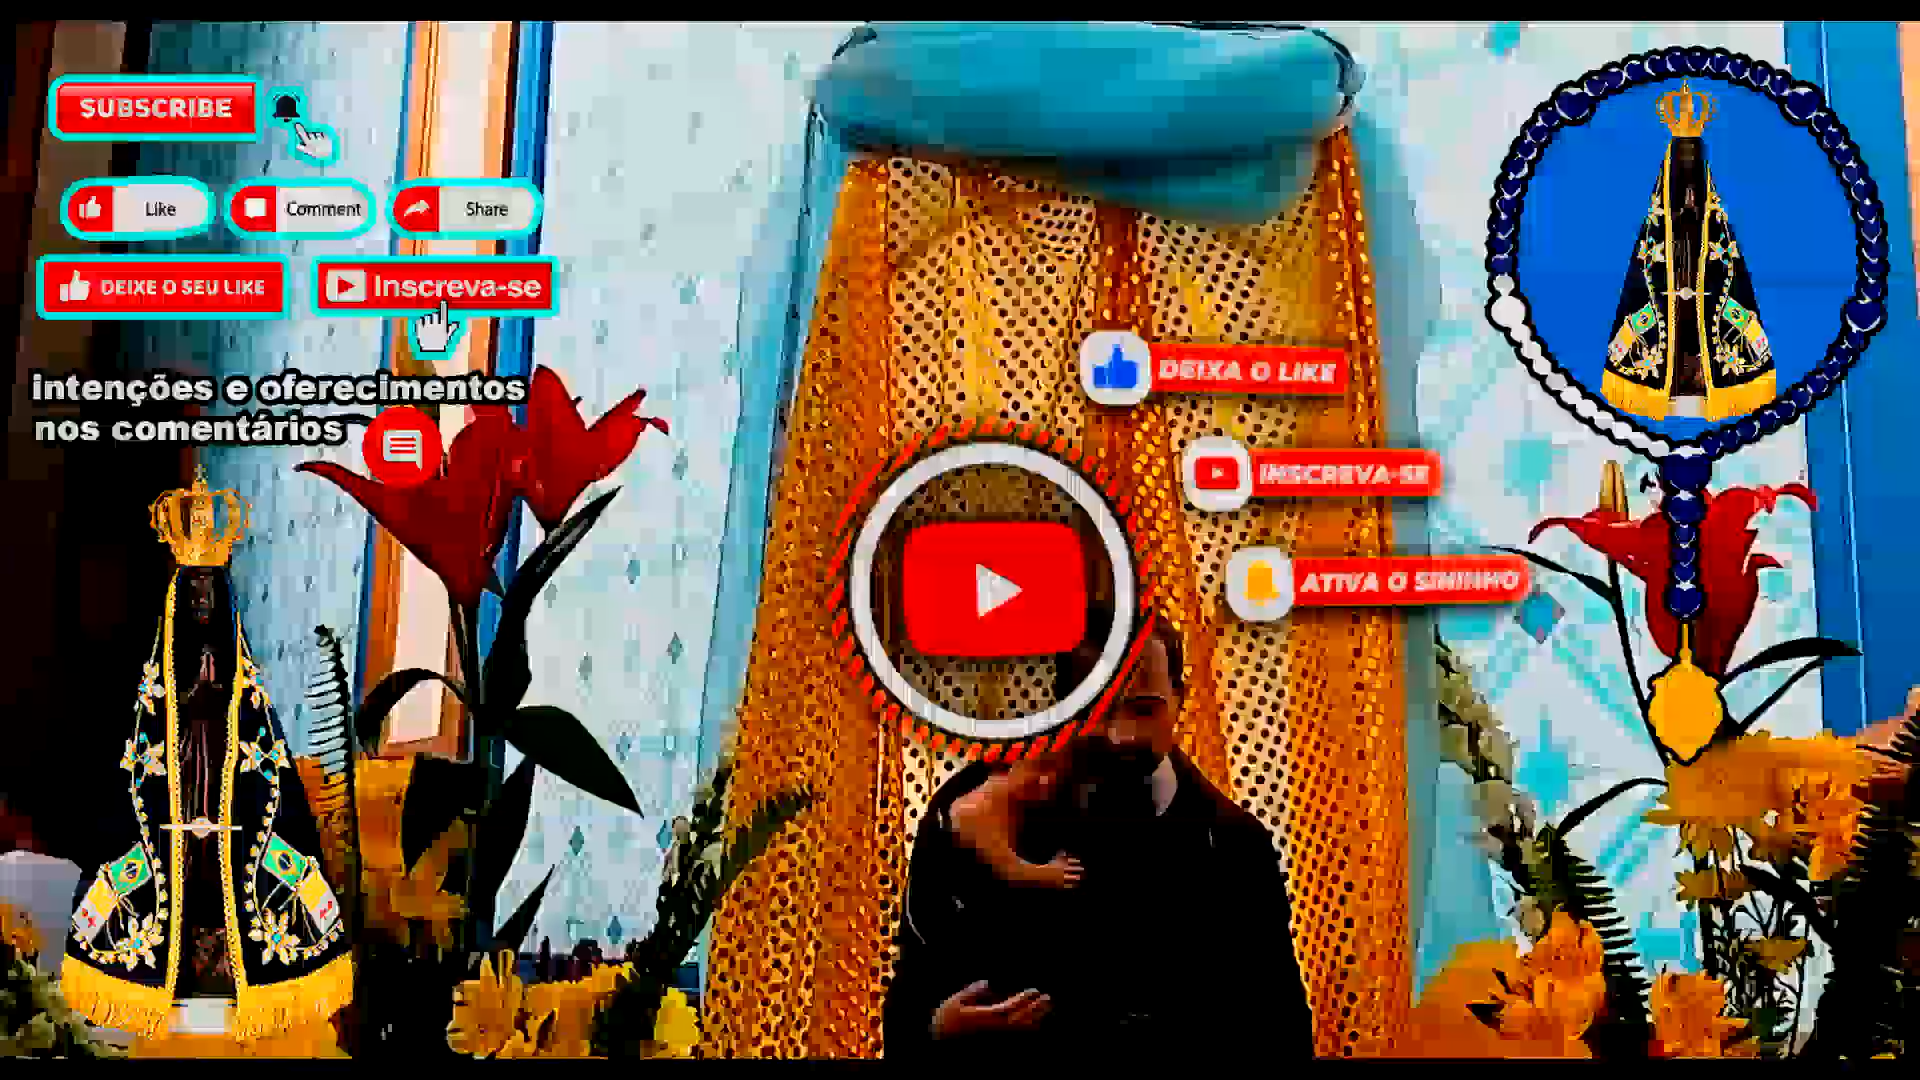 SUBSCRIBE
Like
Comment
Share
DEIXE O SEU LIKE
Inscreva-se
intenções e oferecimentos
nos comentários
DEIXA O LIKE
INSCREVA-SE
ATIVA O SININHO